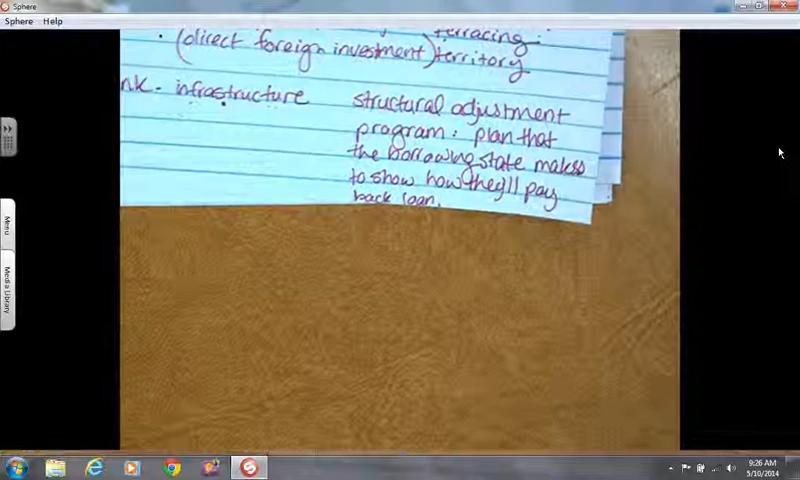 Sphere
Sphere Help
terracing:
(direct foreign investment) territory
nk - infrastructure
structural adjustment
program: plan that
the borrowing state makes
to show how they'll pay
back loan.
Menu
Media Library
9:26 AM
5/10/2014